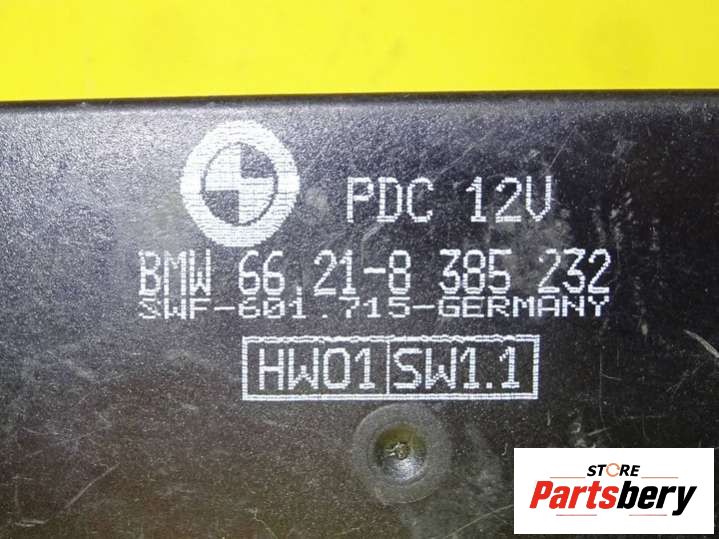 PDC 12V
BMW 66.21-8 385 232
SWF-601.715-GERMANY
HW01 SW1.1
STORE
Partsbery